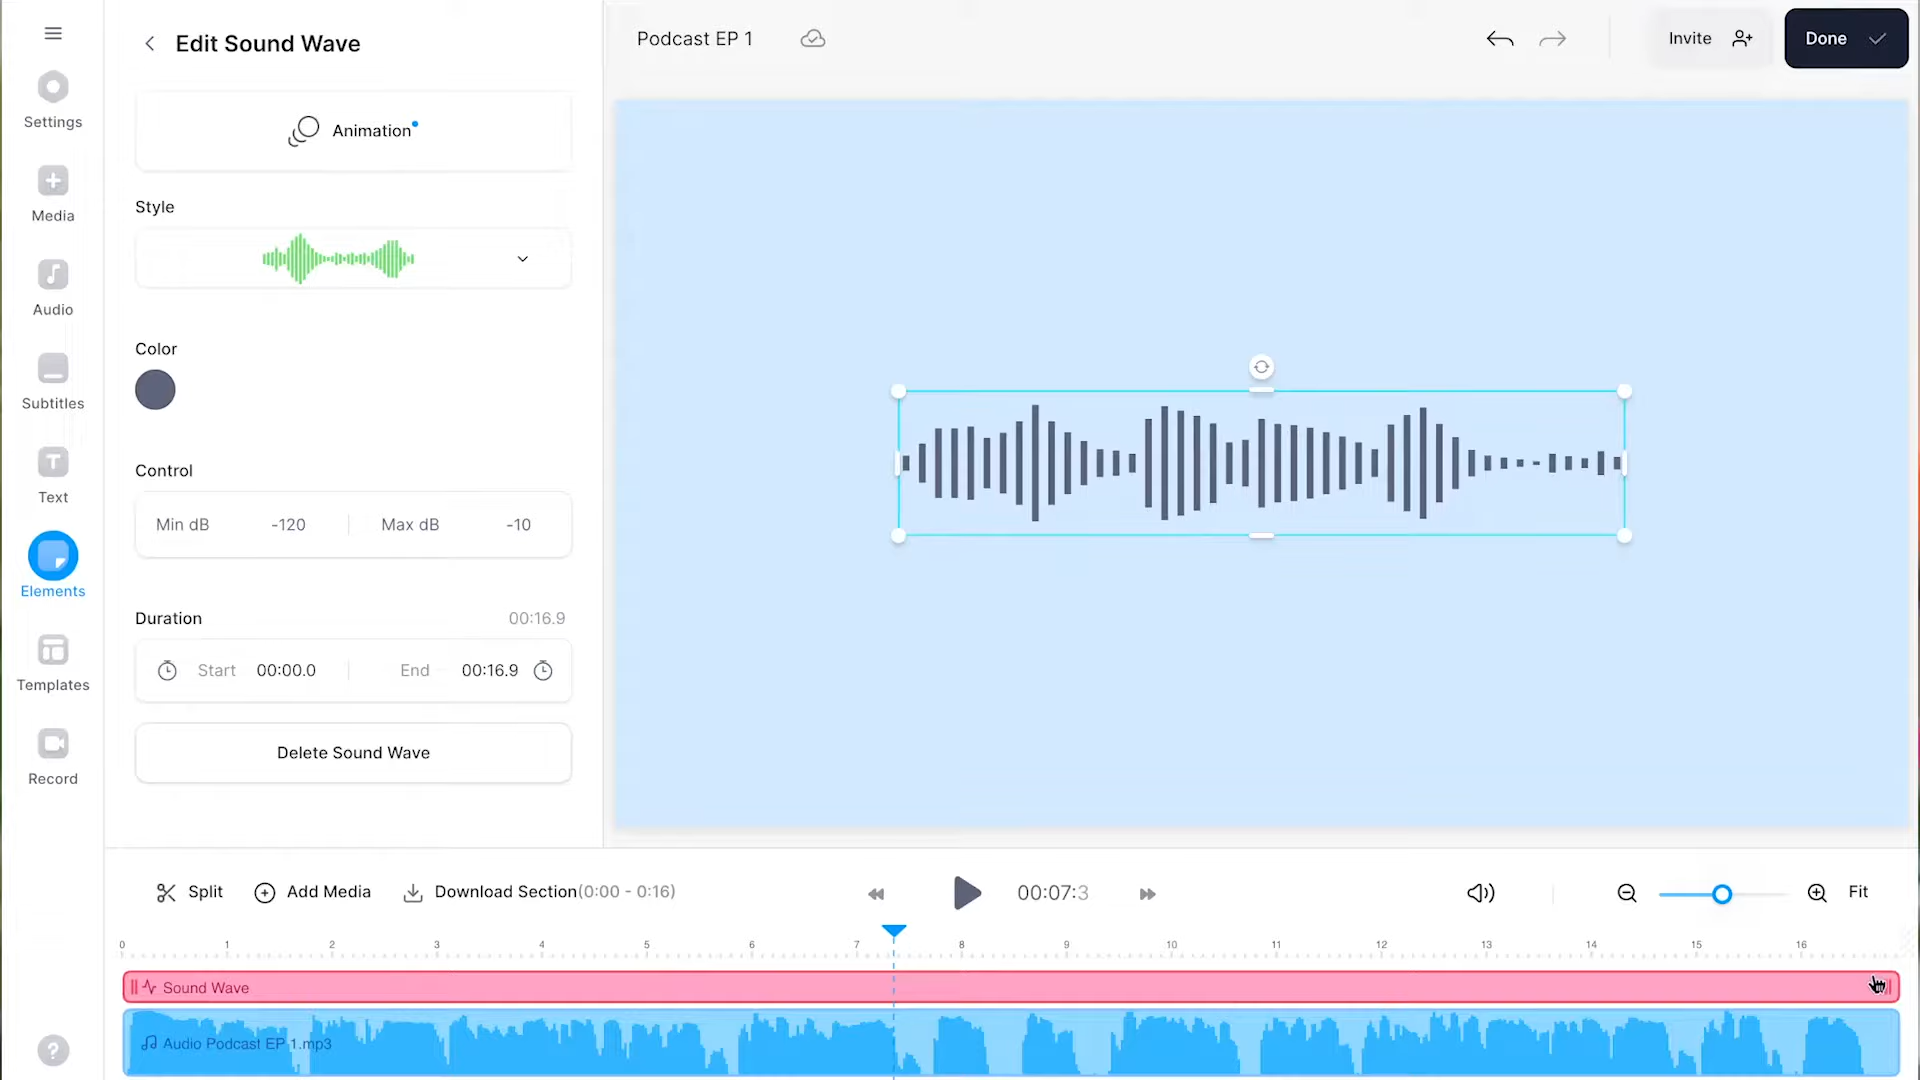 Edit Sound Wave
Podcast EP 1
Invite
Done
Settings
Media
Audio
Subtitles
Text
Elements
Templates
Record
Animation
Style
Color
Control
Min dB -120 Max dB -10
Duration 00:16.9
Start 00:00.0 End 00:16.9
Delete Sound Wave
Split Add Media Download Section(0:00 - 0:16) 00:07:3 Fit
0 1 2 3 4 5 6 7 8 9 10 11 12 13 14 15 16
Sound Wave
Audio Podcast EP 1.mp3
?